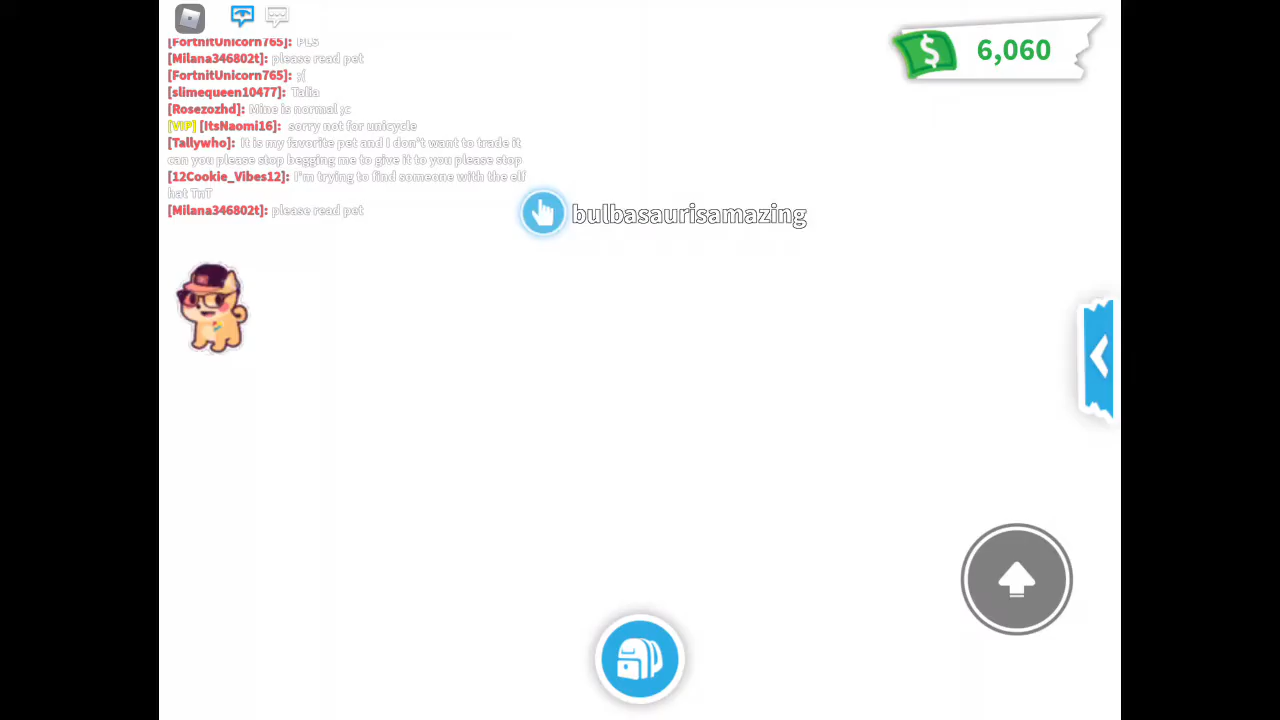 [FortnitUnicorn765]: PLS
[Milana346802t]: please read pet
[FortnitUnicorn765]: ;(
[slimequeen10477]: Talia
[Rosezozhd]: Mine is normal ;c
[VIP] [ItsNaomi16]: sorry not for unicycle
[Tallywho]: It is my favorite pet and I don't want to trade it
can you please stop begging me to give it to you please stop
[12Cookie_Vibes12]: I'm trying to find someone with the elf
hat TnT
[Milana346802t]: please read pet
bulbasaurisamazing
$ 6,060